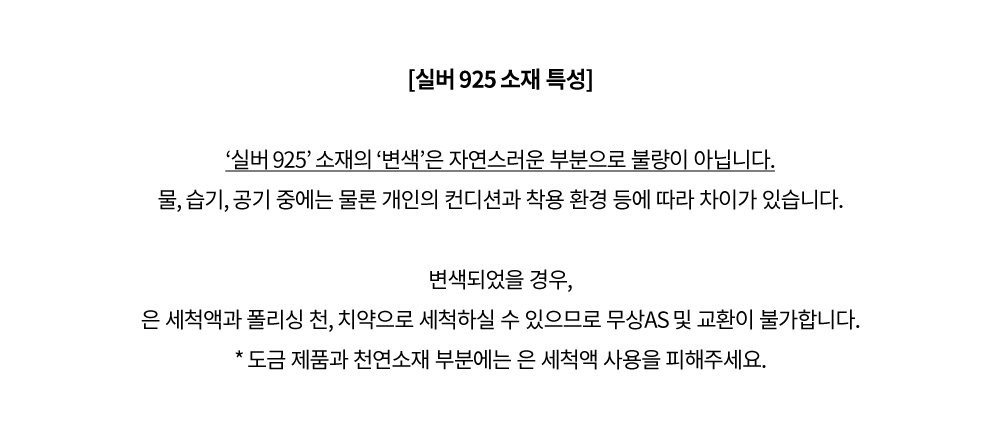 [실버 925 소재 특성]
‘실버 925’ 소재의 ‘변색’은 자연스러운 부분으로 불량이 아닙니다.
물, 습기, 공기 중에는 물론 개인의 컨디션과 착용 환경 등에 따라 차이가 있습니다.
변색되었을 경우,
은 세척액과 폴리싱 천, 치약으로 세척하실 수 있으므로 무상AS 및 교환이 불가합니다.
* 도금 제품과 천연소재 부분에는 은 세척액 사용을 피해주세요.